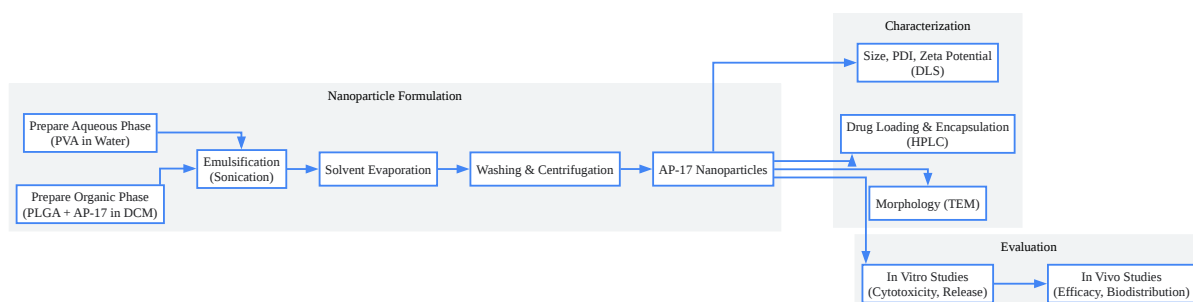 Nanoparticle Formulation
Prepare Aqueous Phase
(PVA in Water)
Prepare Organic Phase
(PLGA + AP-17 in DCM)
Emulsification
(Sonication)
Solvent Evaporation
Washing & Centrifugation
AP-17 Nanoparticles
Characterization
Size, PDI, Zeta Potential
(DLS)
Drug Loading & Encapsulation
(HPLC)
Morphology (TEM)
Evaluation
In Vitro Studies
(Cytotoxicity, Release)
In Vivo Studies
(Efficacy, Biodistribution)